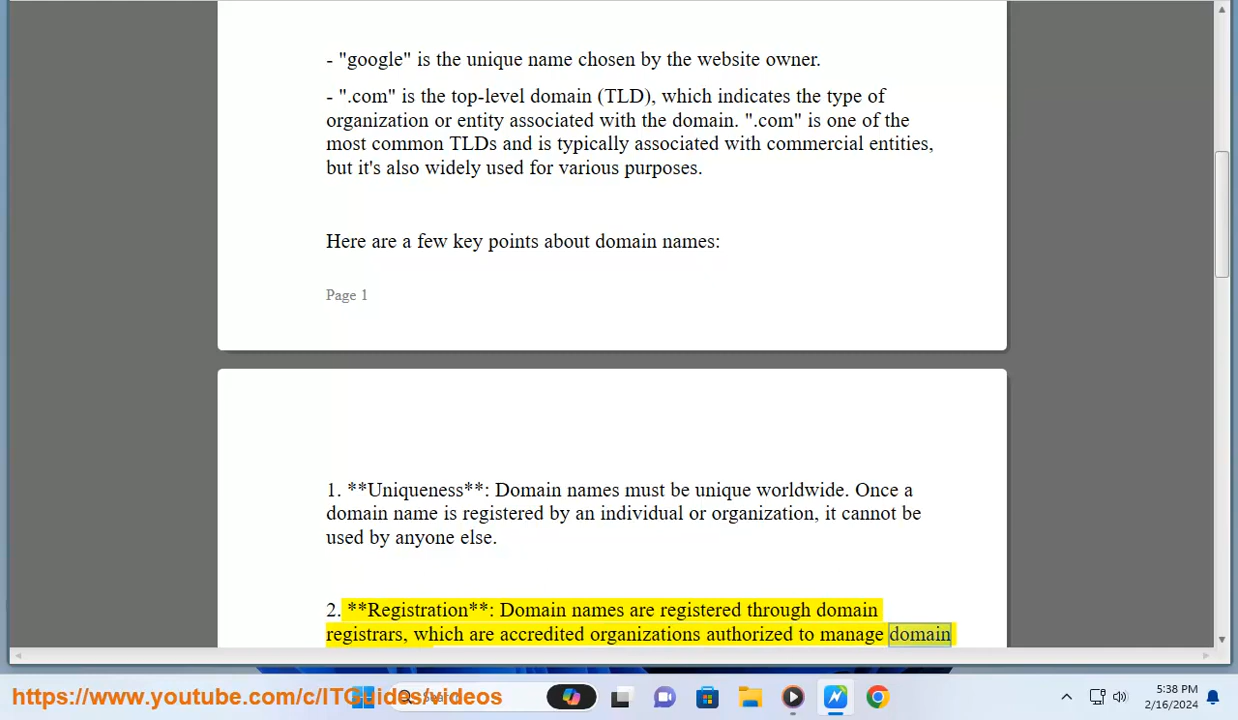 - "google" is the unique name chosen by the website owner.
- ".com" is the top-level domain (TLD), which indicates the type of
organization or entity associated with the domain. ".com" is one of the
most common TLDs and is typically associated with commercial entities,
but it's also widely used for various purposes.
Here are a few key points about domain names:
Page 1
1. **Uniqueness**: Domain names must be unique worldwide. Once a
domain name is registered by an individual or organization, it cannot be
used by anyone else.
2. **Registration**: Domain names are registered through domain
registrars, which are accredited organizations authorized to manage domain
https://www.youtube.com/c/ITGuides/videos
5:38 PM
2/16/2024